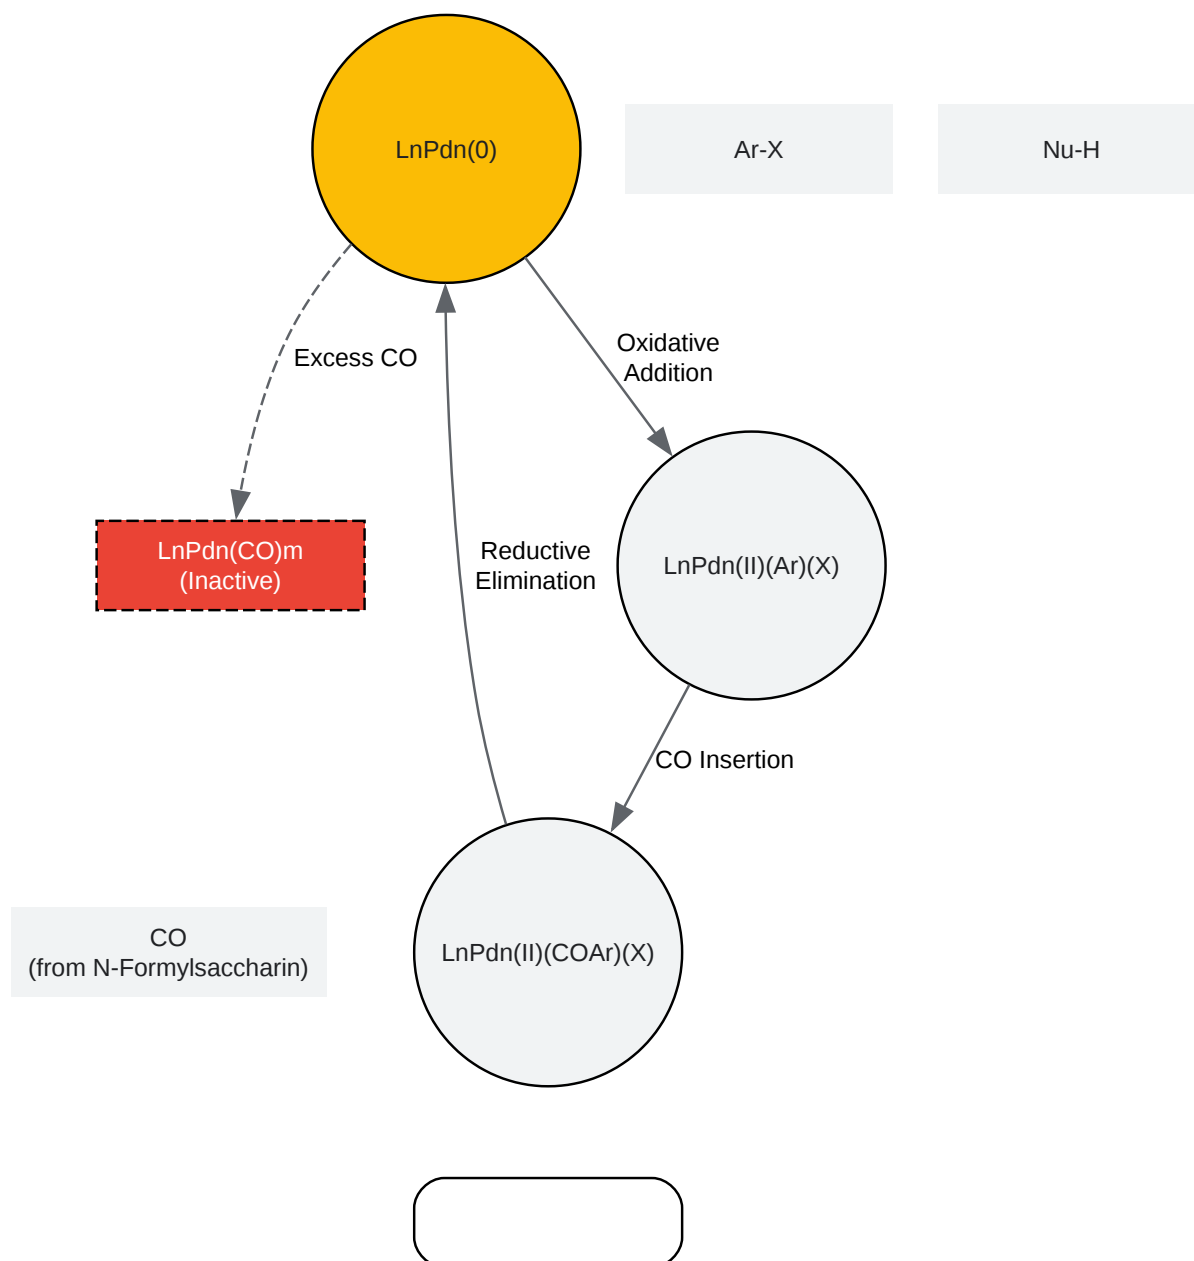 LnPdn(0)
Ar-X
Nu-H
Excess CO
Oxidative
Addition
LnPdn(CO)m
(Inactive)
Reductive
Elimination
LnPdn(II)(Ar)(X)
CO Insertion
CO
(from N-Formylsaccharin)
LnPdn(II)(COAr)(X)